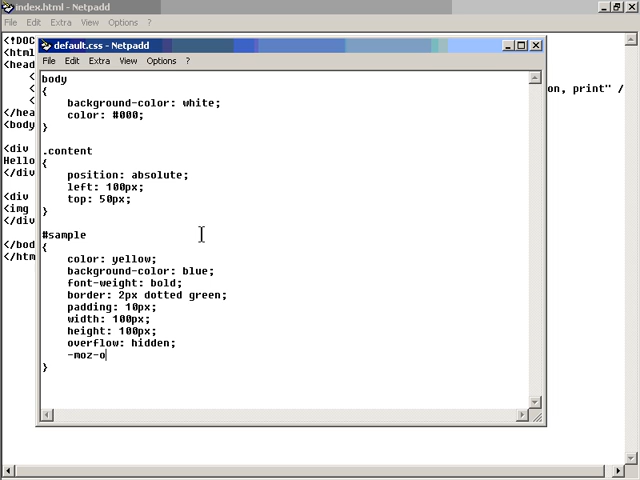 index.html - Netpadd
File Edit Extra View Options ?
<!DOC
<html
<head
<
<
on, print" /
<
</hea
<body
<div
Hello
</div
<div
<img
</div
</bod
</htm
default.css - Netpadd
File Edit Extra View Options ?
body
{
background-color: white;
color: #000;
}
.content
{
position: absolute;
left: 100px;
top: 50px;
}
#sample
{
color: yellow;
background-color: blue;
font-weight: bold;
border: 2px dotted green;
padding: 10px;
width: 100px;
height: 100px;
overflow: hidden;
-moz-o
}